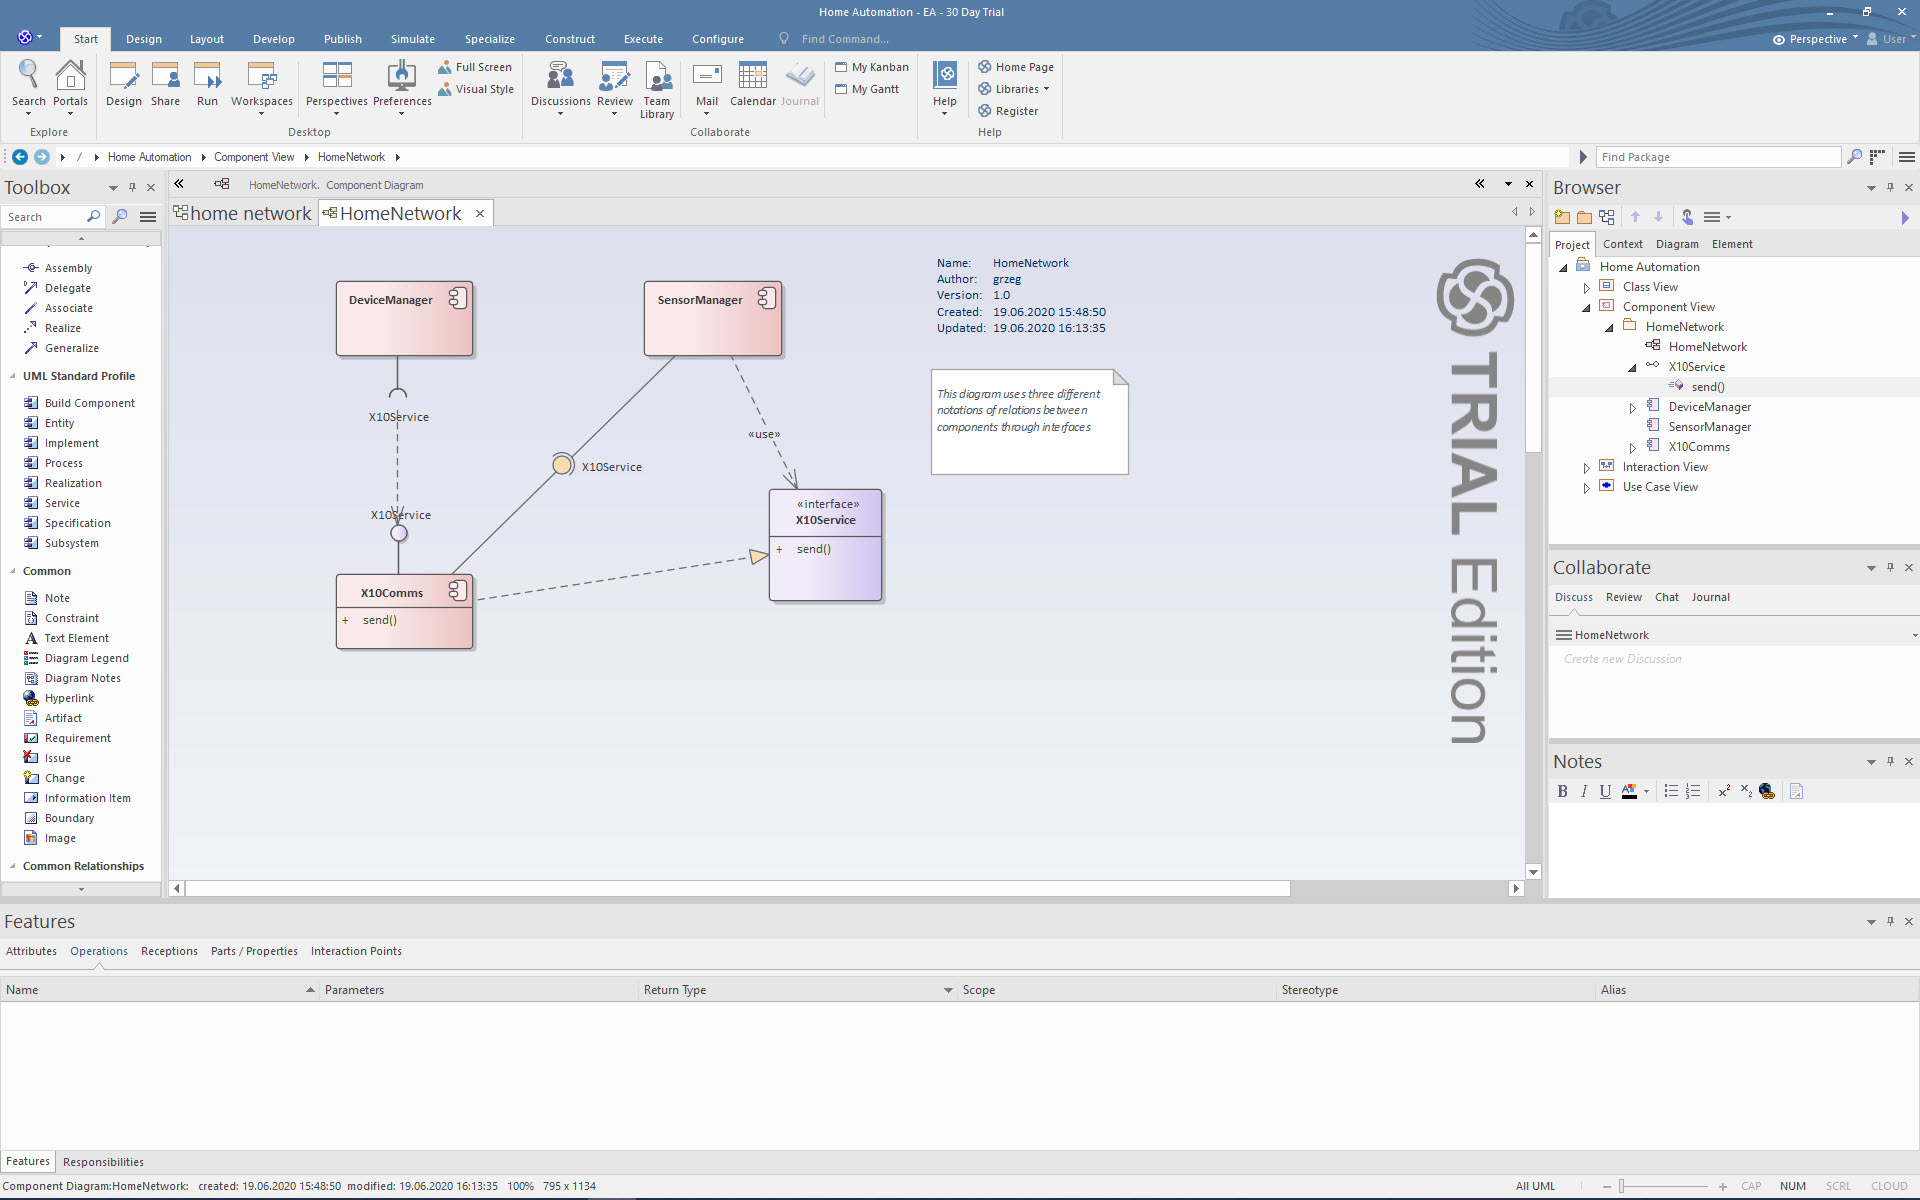 Home Automation - EA - 30 Day Trial
Start Design Layout Develop Publish Simulate Specialize Construct Execute Configure Find Command... Perspective User
Search Portals Design Share Run Workspaces Perspectives Preferences Full Screen Visual Style Discussions Review Team Library Mail Calendar Journal My Kanban My Gantt Help Home Page Libraries Register
Explore Desktop Collaborate Help
/ Home Automation Component View HomeNetwork Find Package
Toolbox
Search
Assembly
Delegate
Associate
Realize
Generalize
UML Standard Profile
Build Component
Entity
Implement
Process
Realization
Service
Specification
Subsystem
Common
Note
Constraint
Text Element
Diagram Legend
Diagram Notes
Hyperlink
Artifact
Requirement
Issue
Change
Information Item
Boundary
Image
Common Relationships
HomeNetwork. Component Diagram
home network HomeNetwork
DeviceManager
SensorManager
X10Service
X10Service
X10Service
«use»
«interface»
X10Service
+ send()
X10Comms
+ send()
Name: HomeNetwork
Author: grzeg
Version: 1.0
Created: 19.06.2020 15:48:50
Updated: 19.06.2020 16:13:35
This diagram uses three different
notations of relations between
components through interfaces
TRIAL Edition
Browser
Project Context Diagram Element
Home Automation
Class View
Component View
HomeNetwork
HomeNetwork
X10Service
send()
DeviceManager
SensorManager
X10Comms
Interaction View
Use Case View
Collaborate
Discuss Review Chat Journal
HomeNetwork
Create new Discussion
Notes
B I U
Features
Attributes Operations Receptions Parts / Properties Interaction Points
Name Parameters Return Type Scope Stereotype Alias
Features Responsibilities
Component Diagram:HomeNetwork: created: 19.06.2020 15:48:50 modified: 19.06.2020 16:13:35 100% 795 x 1134 All UML CAP NUM SCRL CLOUD